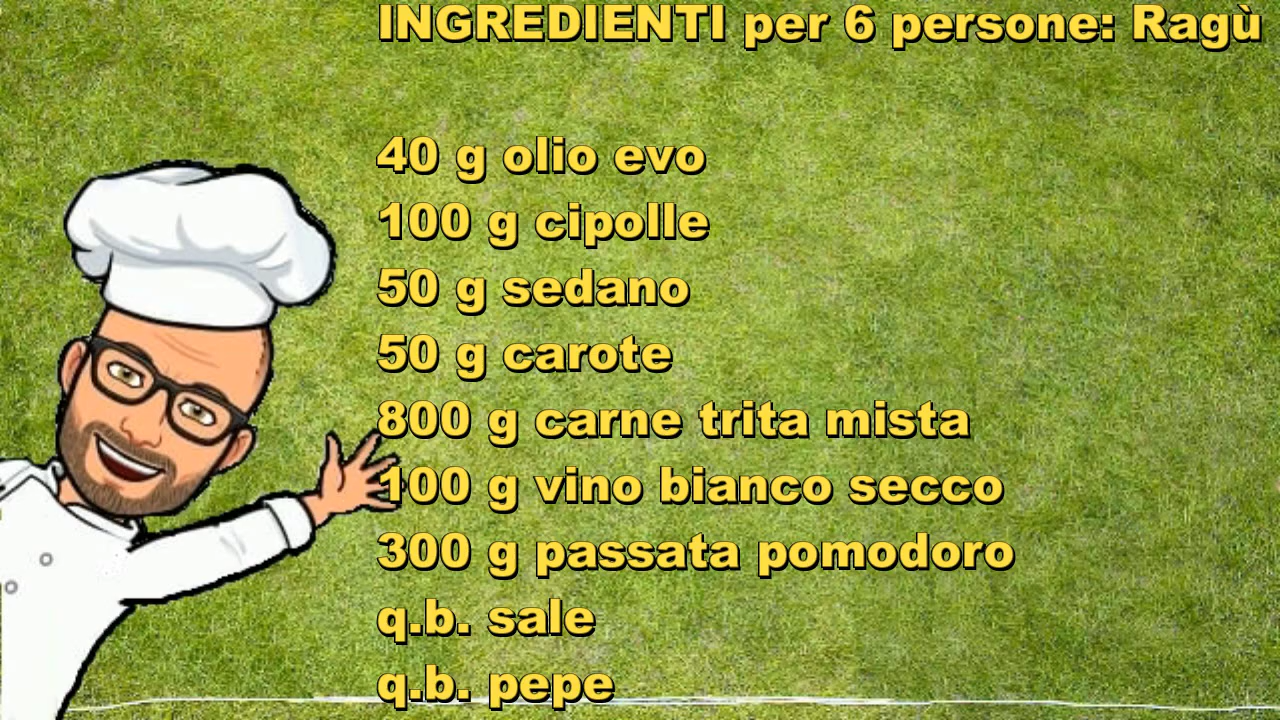 INGREDIENTI per 6 persone: Ragù
40 g olio evo
100 g cipolle
50 g sedano
50 g carote
800 g carne trita mista
100 g vino bianco secco
300 g passata pomodoro
q.b. sale
q.b. pepe